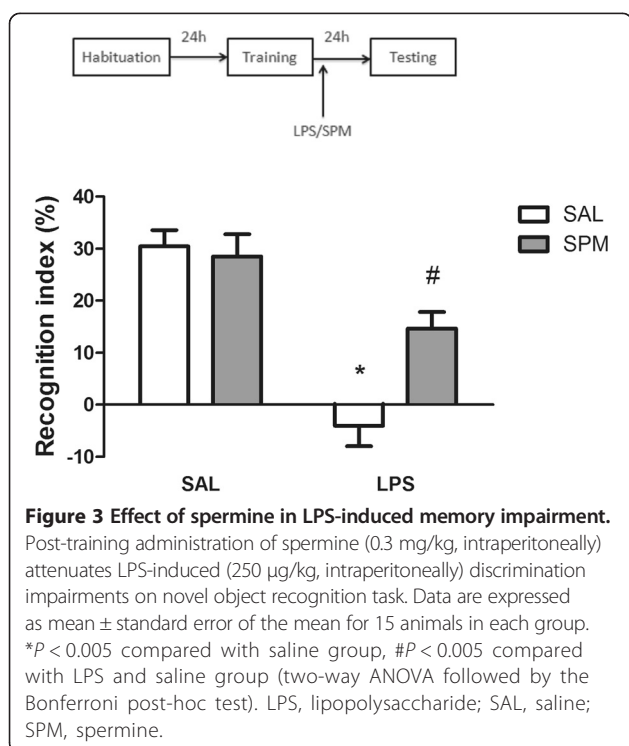 24h
24h
Habituation
Training
Testing
LPS/SPM
40
30
20
10
0
-10
Recognition index (%)
SAL
SPM
*
#
SAL
LPS
Figure 3 Effect of spermine in LPS-induced memory impairment.
Post-training administration of spermine (0.3 mg/kg, intraperitoneally)
attenuates LPS-induced (250 μg/kg, intraperitoneally) discrimination
impairments on novel object recognition task. Data are expressed
as mean ± standard error of the mean for 15 animals in each group.
*P < 0.005 compared with saline group, #P < 0.005 compared
with LPS and saline group (two-way ANOVA followed by the
Bonferroni post-hoc test). LPS, lipopolysaccharide; SAL, saline;
SPM, spermine.